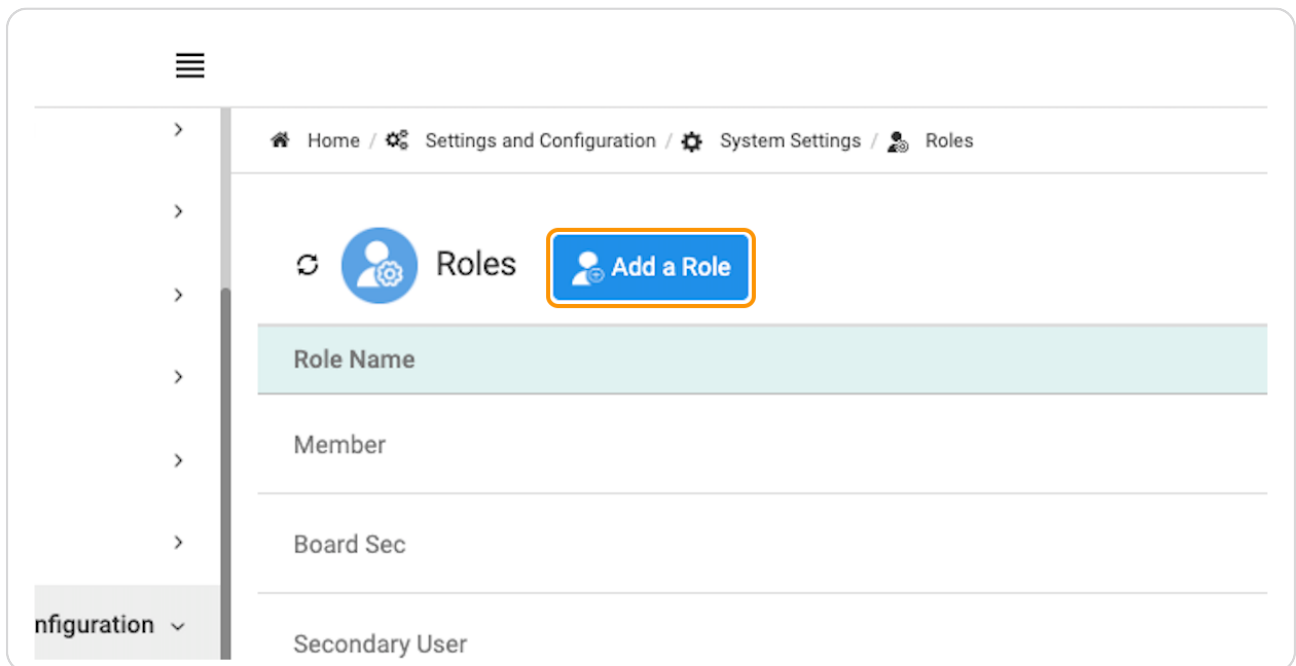 Home / Settings and Configuration / System Settings / Roles
Roles
Add a Role
Role Name
Member
Board Sec
nfiguration
Secondary User